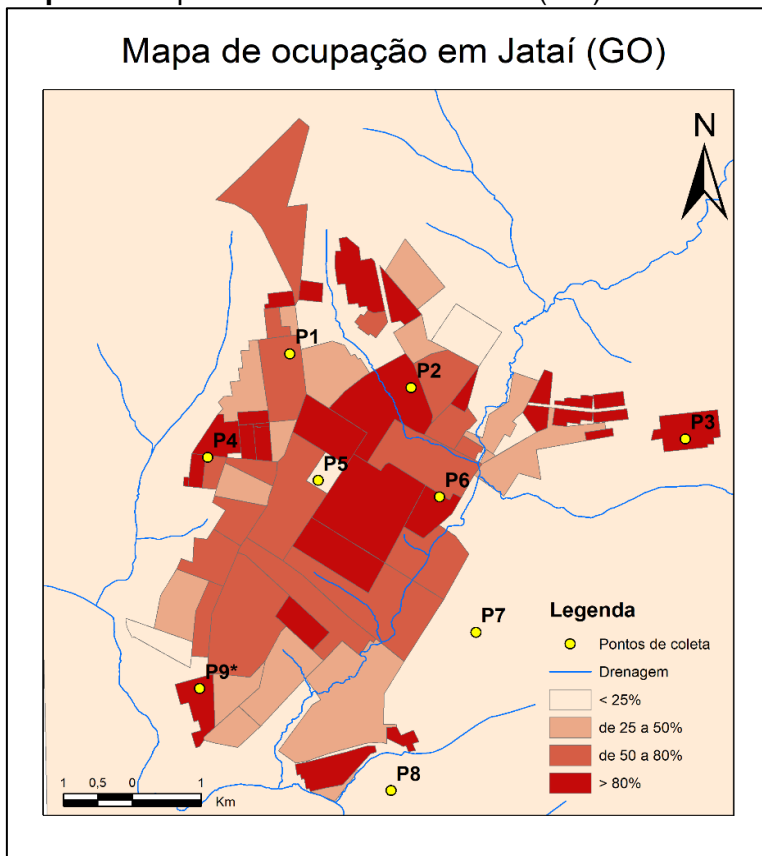 Mapa de ocupação em Jataí (GO)
N
P1
P2
P3
P4
P5
P6
P7
P8
P9*
Legenda
Pontos de coleta
Drenagem
< 25%
de 25 a 50%
de 50 a 80%
> 80%
1 0,5 0 1
Km